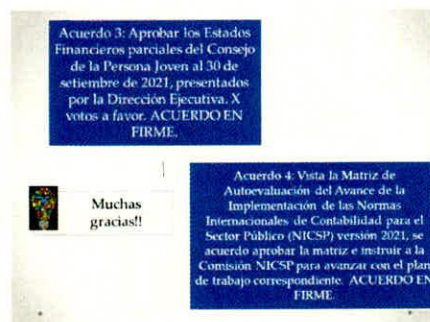 Acuerdo 3: Aprobar los Estados
Financieros parciales del Consejo
de la Persona Joven al 30 de
setiembre de 2021, presentados
por la Dirección Ejecutiva. X
votos a favor. ACUERDO EN
FIRME.
Muchas
gracias!!
Acuerdo 4: Vista la Matriz de
Autoevaluación del Avance de la
Implementación de las Normas
Internacionales de Contabilidad para el
Sector Público (NICSP) versión 2021, se
acuerdo aprobar la matriz e instruir a la
Comisión NICSP para avanzar con el plan
de trabajo correspondiente. ACUERDO EN
FIRME.